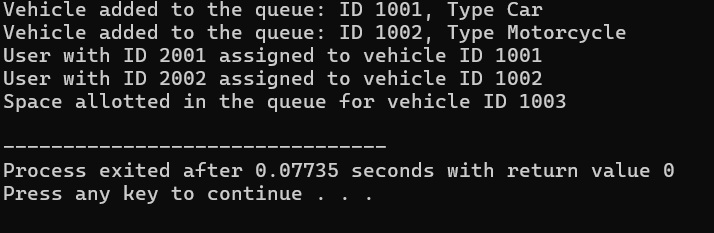 Vehicle added to the queue: ID 1001, Type Car
Vehicle added to the queue: ID 1002, Type Motorcycle
User with ID 2001 assigned to vehicle ID 1001
User with ID 2002 assigned to vehicle ID 1002
Space allotted in the queue for vehicle ID 1003
--------------------------------
Process exited after 0.07735 seconds with return value 0
Press any key to continue . . .